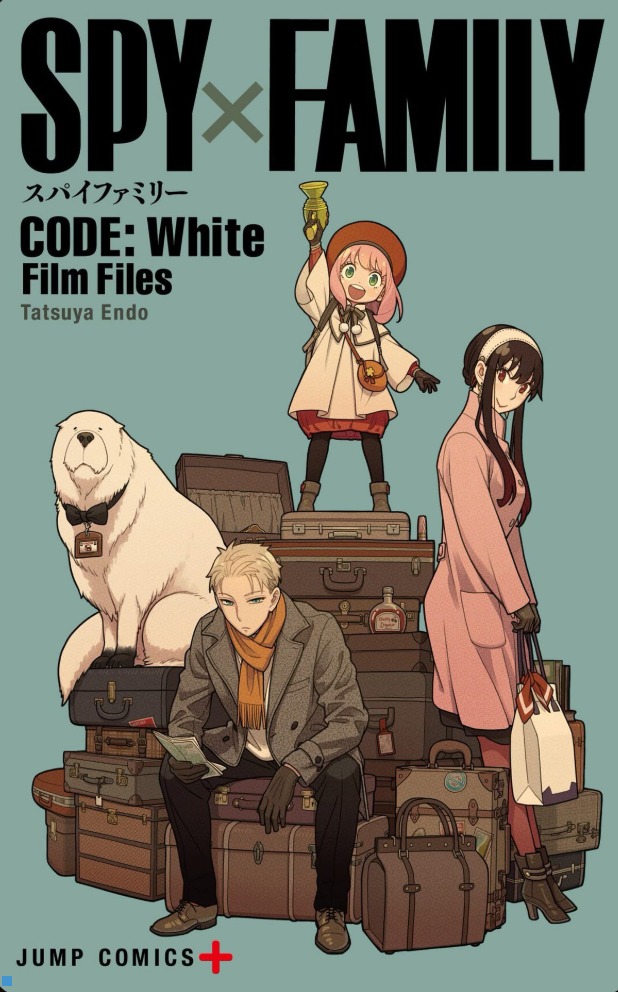 SPY×FAMILY
スパイファミリー
CODE: White
Film Files
Tatsuya Endo
JUMP COMICS+